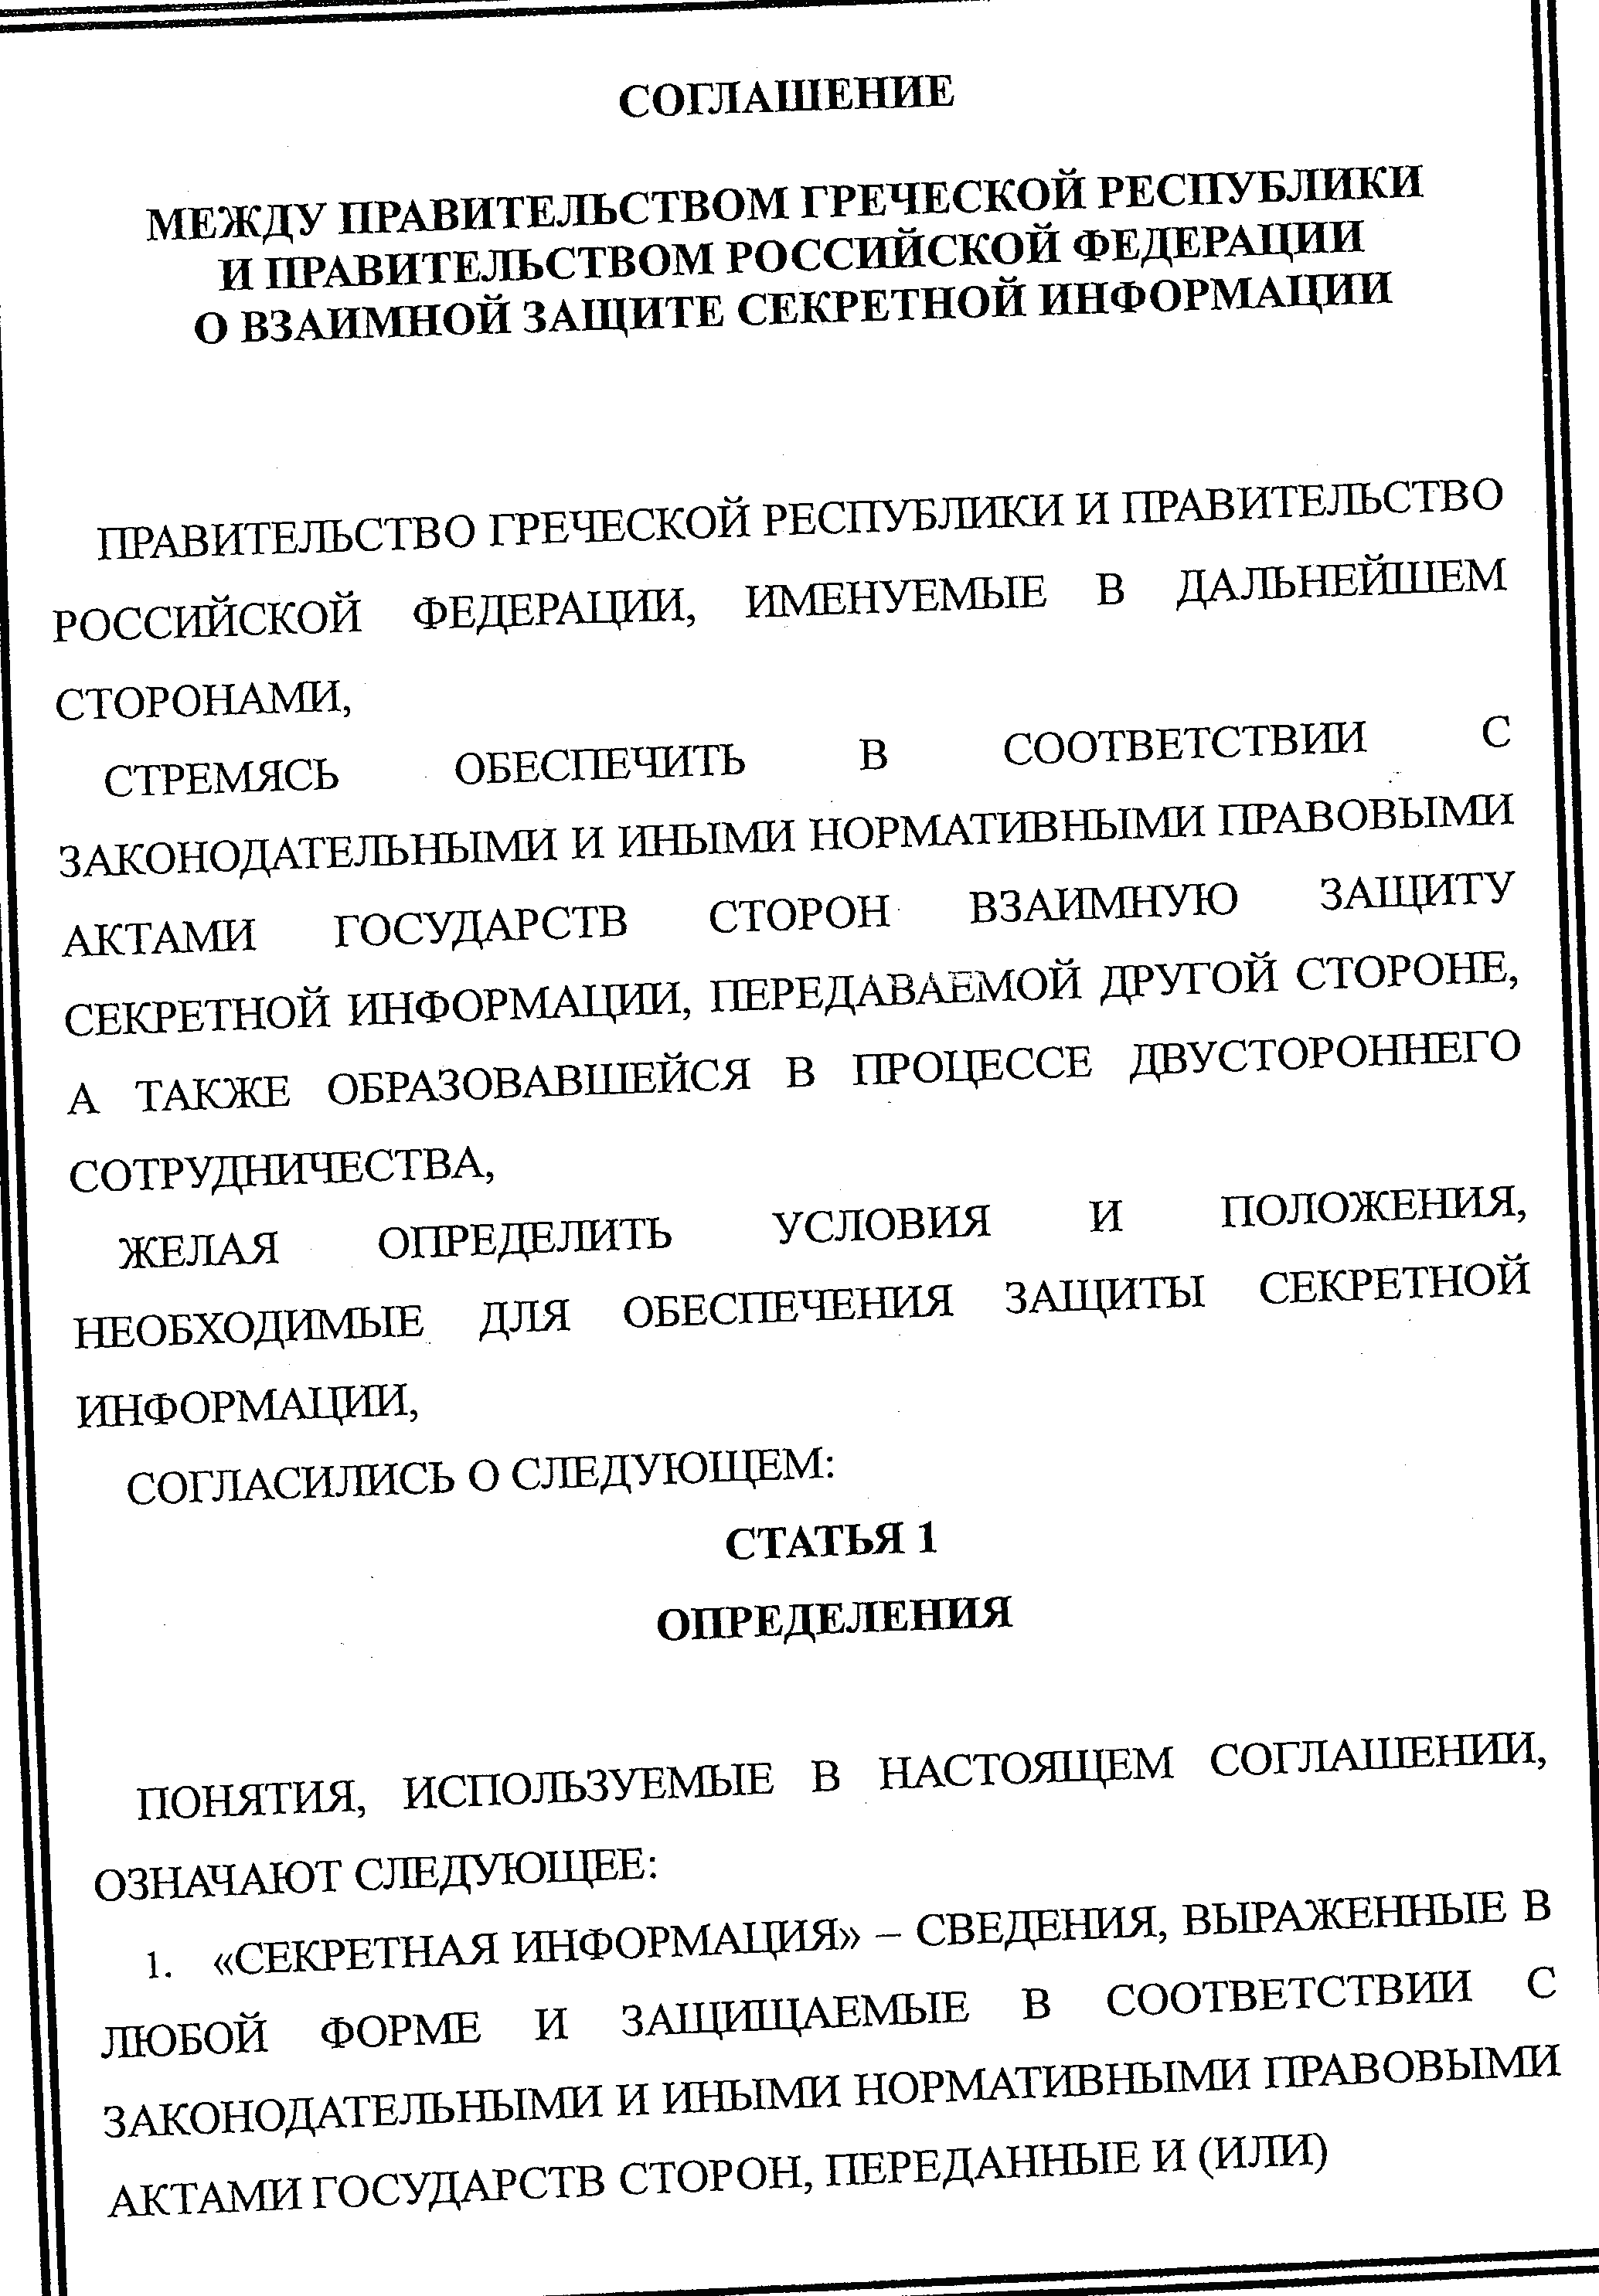 СОГЛАШЕНИЕ
МЕЖДУ ПРАВИТЕЛЬСТВОМ ГРЕЧЕСКОЙ РЕСПУБЛИКИ
И ПРАВИТЕЛЬСТВОМ РОССИЙСКОЙ ФЕДЕРАЦИИ
О ВЗАИМНОЙ ЗАЩИТЕ СЕКРЕТНОЙ ИНФОРМАЦИИ
ПРАВИТЕЛЬСТВО ГРЕЧЕСКОЙ РЕСПУБЛИКИ И ПРАВИТЕЛЬСТВО
РОССИЙСКОЙ ФЕДЕРАЦИИ, ИМЕНУЕМЫЕ В ДАЛЬНЕЙШЕМ
СТОРОНАМИ,
СТРЕМЯСЬ ОБЕСПЕЧИТЬ В СООТВЕТСТВИИ С
ЗАКОНОДАТЕЛЬНЫМИ И ИНЫМИ НОРМАТИВНЫМИ ПРАВОВЫМИ
АКТАМИ ГОСУДАРСТВ СТОРОН ВЗАИМНУЮ ЗАЩИТУ
СЕКРЕТНОЙ ИНФОРМАЦИИ, ПЕРЕДАВАЕМОЙ ДРУГОЙ СТОРОНЕ,
А ТАКЖЕ ОБРАЗОВАВШЕЙСЯ В ПРОЦЕССЕ ДВУСТОРОННЕГО
СОТРУДНИЧЕСТВА,
ЖЕЛАЯ ОПРЕДЕЛИТЬ УСЛОВИЯ И ПОЛОЖЕНИЯ,
НЕОБХОДИМЫЕ ДЛЯ ОБЕСПЕЧЕНИЯ ЗАЩИТЫ СЕКРЕТНОЙ
ИНФОРМАЦИИ,
СОГЛАСИЛИСЬ О СЛЕДУЮЩЕМ:
СТАТЬЯ 1
ОПРЕДЕЛЕНИЯ
ПОНЯТИЯ, ИСПОЛЬЗУЕМЫЕ В НАСТОЯЩЕМ СОГЛАШЕНИИ,
ОЗНАЧАЮТ СЛЕДУЮЩЕЕ:
1. «СЕКРЕТНАЯ ИНФОРМАЦИЯ» – СВЕДЕНИЯ, ВЫРАЖЕННЫЕ В
ЛЮБОЙ ФОРМЕ И ЗАЩИЩАЕМЫЕ В СООТВЕТСТВИИ С
ЗАКОНОДАТЕЛЬНЫМИ И ИНЫМИ НОРМАТИВНЫМИ ПРАВОВЫМИ
АКТАМИ ГОСУДАРСТВ СТОРОН, ПЕРЕДАННЫЕ И (ИЛИ)